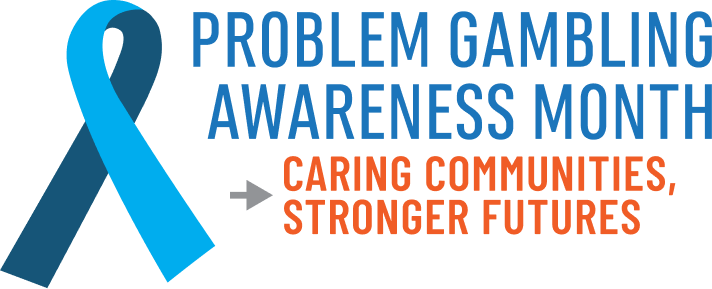 PROBLEM GAMBLING
AWARENESS MONTH
CARING COMMUNITIES,
STRONGER FUTURES